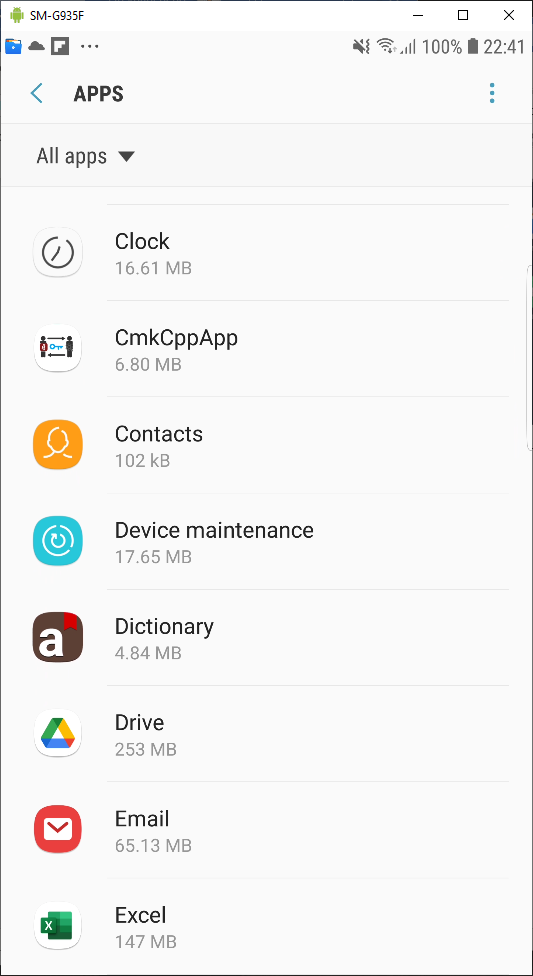 SM-G935F
100% 22:41
APPS
All apps
Clock
16.61 MB
CmkCppApp
6.80 MB
Contacts
102 kB
Device maintenance
17.65 MB
a Dictionary
4.84 MB
Drive
253 MB
Email
65.13 MB
X Excel
147 MB